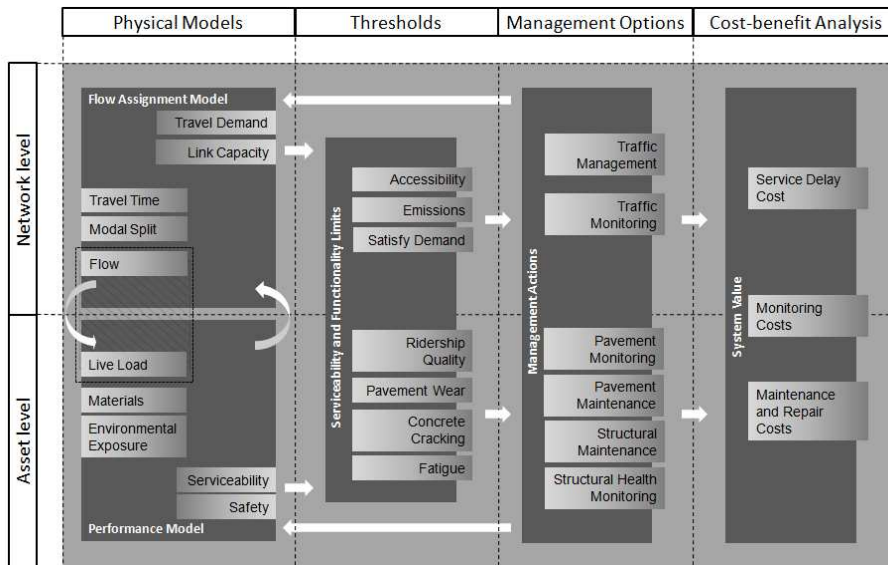 Physical Models
Thresholds
Management Options
Cost-benefit Analysis
Network level
Asset level
Flow Assignment Model
Travel Demand
Link Capacity
Travel Time
Modal Split
Flow
Live Load
Materials
Environmental
Exposure
Serviceability
Safety
Performance Model
Serviceability and Functionality Limits
Accessibility
Emissions
Satisfy Demand
Ridership
Quality
Pavement Wear
Concrete
Cracking
Fatigue
Management Actions
Traffic
Management
Traffic
Monitoring
Pavement
Monitoring
Pavement
Maintenance
Structural
Maintenance
Structural Health
Monitoring
System Value
Service Delay
Cost
Monitoring
Costs
Maintenance
and Repair
Costs